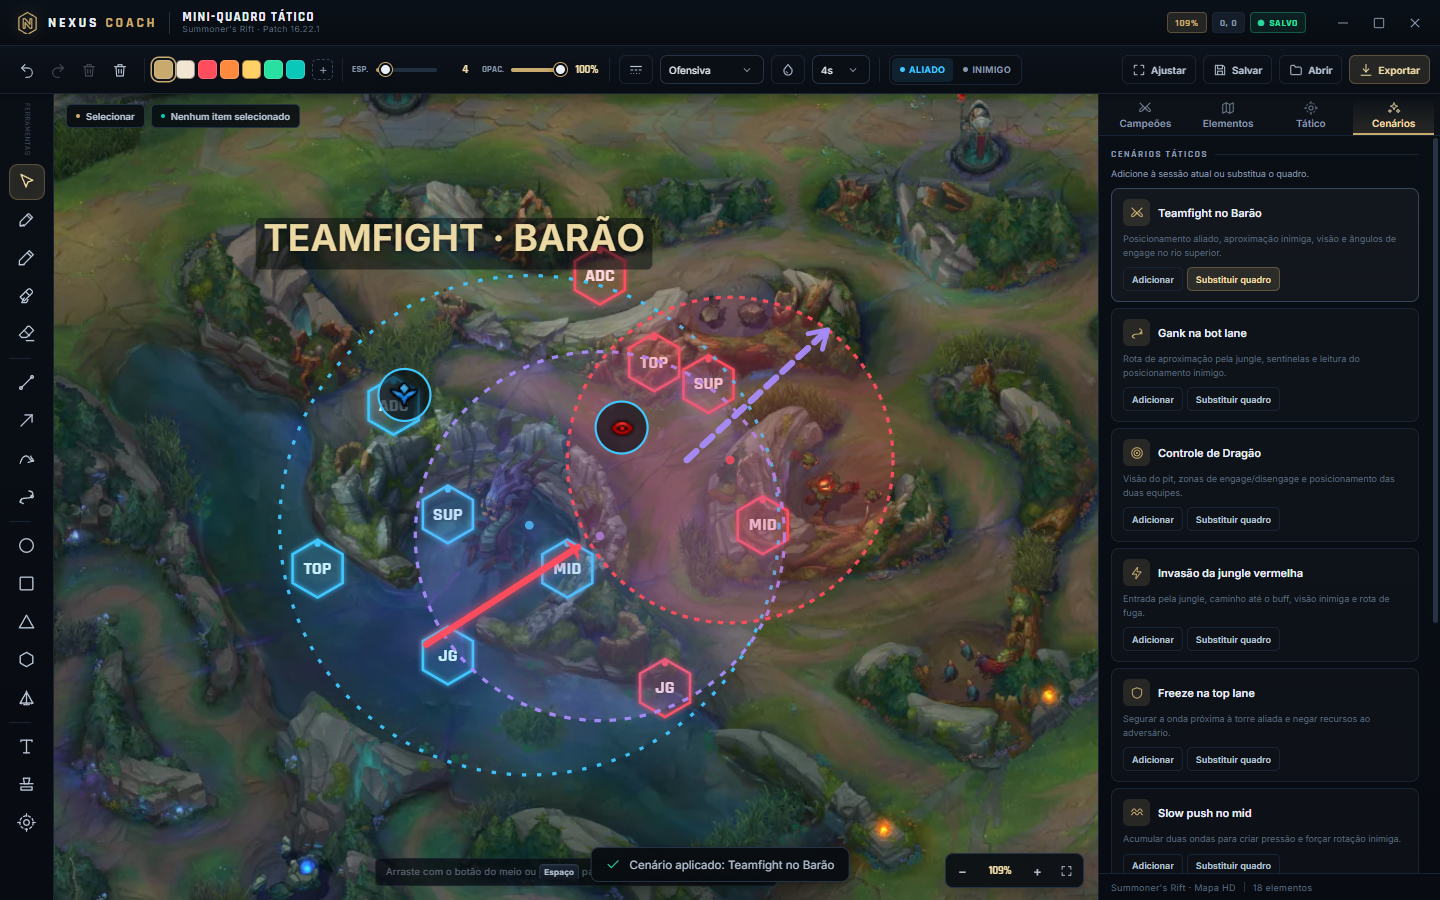 NEXUS COACH
MINI-QUADRO TÁTICO
Summoner's Rift · Patch 16.22.1
109%
0, 0
SALVO
ESP.
4
OPAC.
100%
Ofensiva
4s
ALIADO
INIMIGO
Ajustar
Salvar
Abrir
Exportar
FERRAMENTAS
Selecionar
Nenhum item selecionado
TEAMFIGHT · BARÃO
ADC
TOP
SUP
ADC
SUP
MID
TOP
MID
JG
JG
Arraste com o botão do meio ou Espaço
Cenário aplicado: Teamfight no Barão
109%
Campeões
Elementos
Tático
Cenários
CENÁRIOS TÁTICOS
Adicione à sessão atual ou substitua o quadro.
Teamfight no Barão
Posicionamento aliado, aproximação inimiga, visão e ângulos de
engage no rio superior.
Adicionar
Substituir quadro
Gank na bot lane
Rota de aproximação pela jungle, sentinelas e leitura do
posicionamento inimigo.
Adicionar
Substituir quadro
Controle de Dragão
Visão do pit, zonas de engage/disengage e posicionamento das
duas equipes.
Adicionar
Substituir quadro
Invasão da jungle vermelha
Entrada pela jungle, caminho até o buff, visão inimiga e rota de
fuga.
Adicionar
Substituir quadro
Freeze na top lane
Segurar a onda próxima à torre aliada e negar recursos ao
adversário.
Adicionar
Substituir quadro
Slow push no mid
Acumular duas ondas para criar pressão e forçar rotação inimiga.
Adicionar
Substituir quadro
Summoner's Rift · Mapa HD
18 elementos